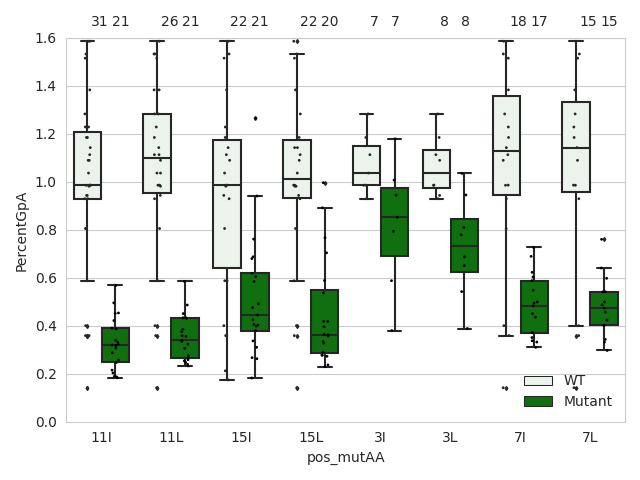 31 21 26 21 22 21 22 20 7 7 8 8 18 17 15 15
1.6
1.4
1.2
1.0
0.8
0.6
0.4
0.2
0.0
PercentGpA
WT
Mutant
11I 11L 15I 15L 3I 3L 7I 7L
pos_mutAA